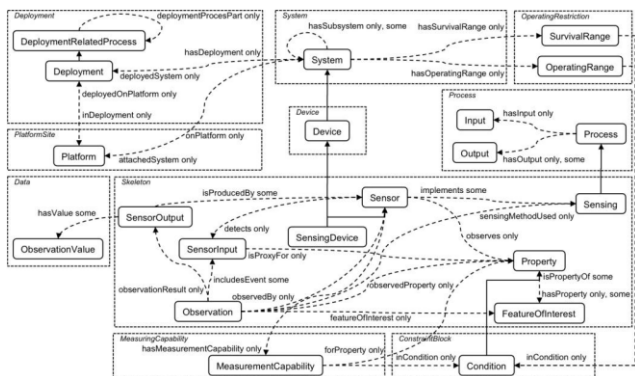 Deployment
deploymentProcesPart only
DeploymentRelatedProcess
Deployment
hasDeployment only
deployedSystem only
deployedOnPlatform only
inDeployment only
System
hasSubsystem only, some
System
hasSurvivalRange only
hasOperatingRange only
OperatingRestriction
SurvivalRange
OperatingRange
PlatformSite
Platform
onPlatform only
attachedSystem only
Device
Device
Process
hasInput only
Input
Process
Output
hasOutput only, some
Data
hasValue some
ObservationValue
Skeleton
isProducedBy some
Sensor
implements some
SensorOutput
Sensing
detects only
sensingMethodUsed only
SensorInput
SensingDevice
observes only
isProxyFor only
Property
includesEvent some
isPropertyOf some
observationResult only
observedBy only
observedProperty only
hasProperty only, some
Observation
featureOfInterest only
FeatureOfInterest
MeasuringCapability
hasMeasurementCapability only
forProperty only
MeasurementCapability
ConstraintBlock
inCondition only
Condition
inCondition only